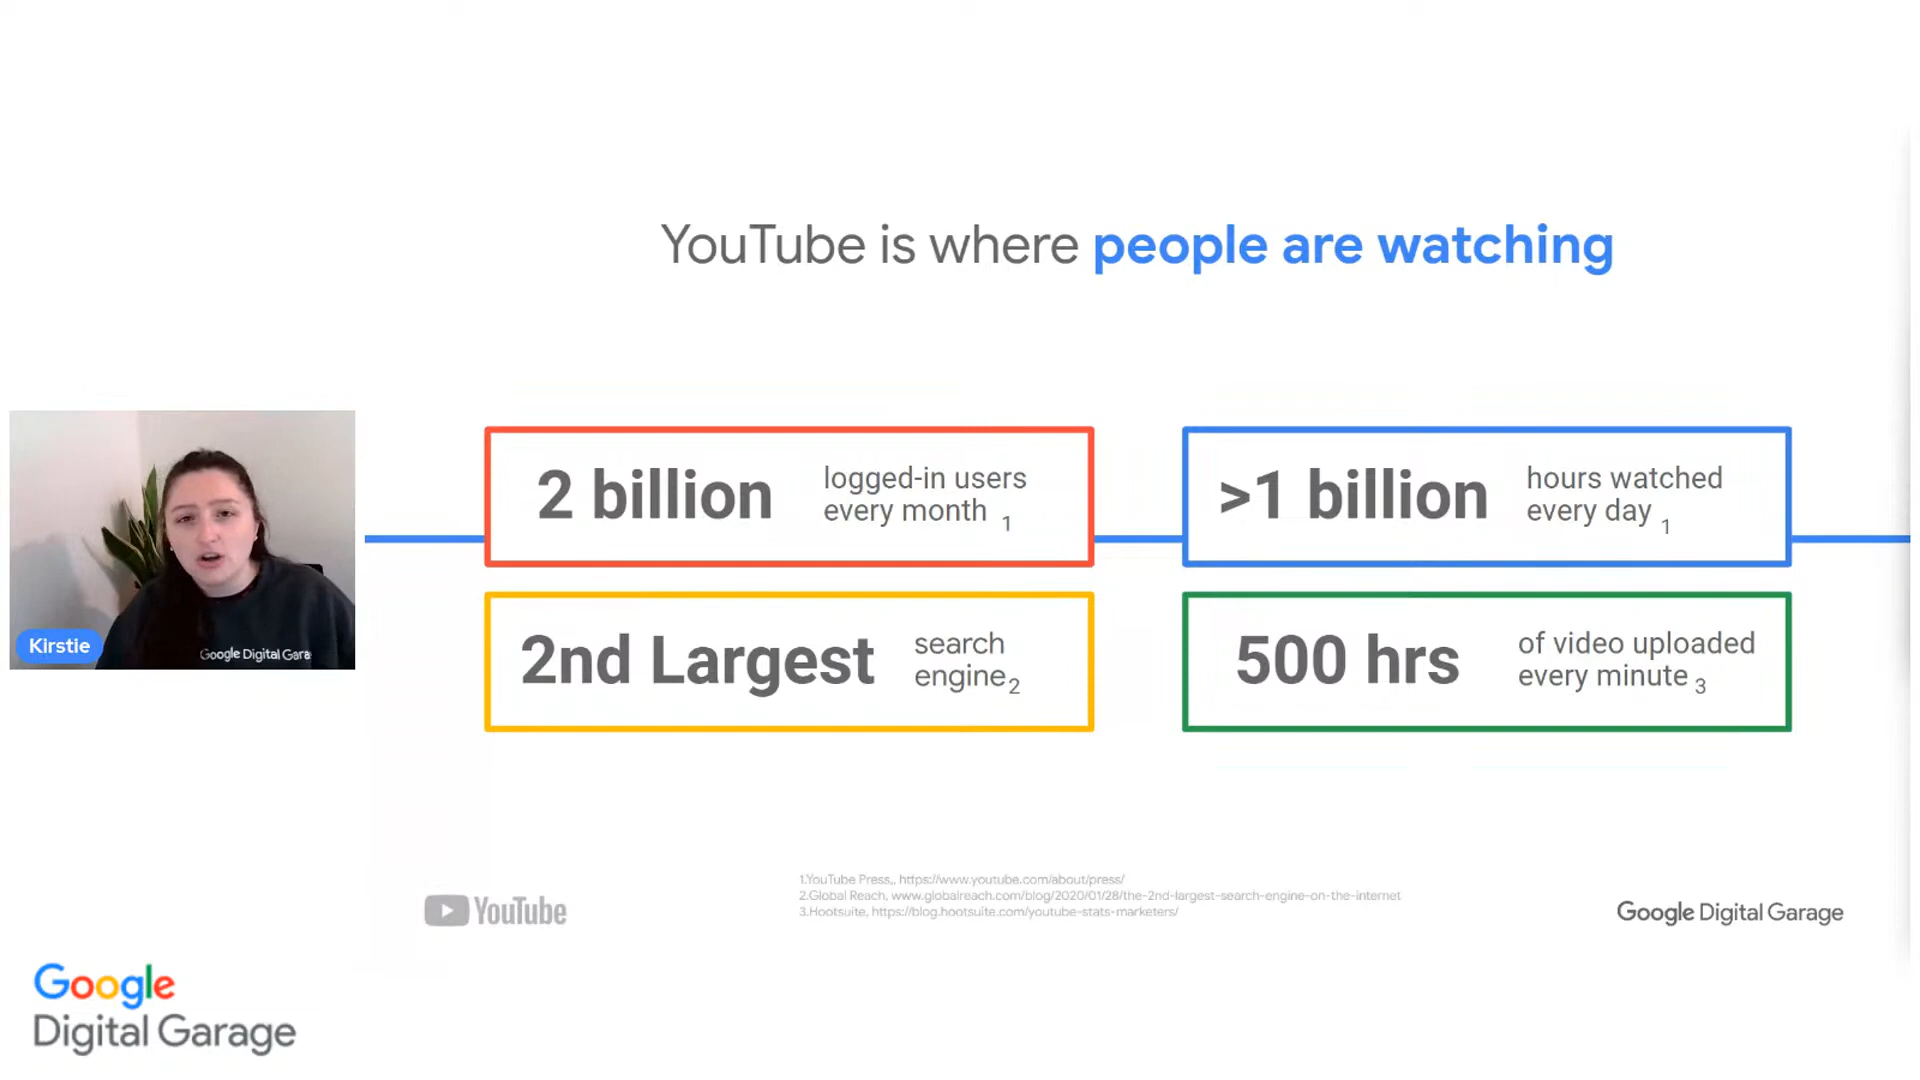 YouTube is where people are watching
2 billion
logged-in users
every month 1
>1 billion
hours watched
every day 1
2nd Largest
search
engine 2
500 hrs
of video uploaded
every minute 3
Kirstie
Google Digital Gara
1.YouTube Press,, https://www.youtube.com/about/press/
2.Global Reach, www.globalreach.com/blog/2020/01/28/the-2nd-largest-search-engine-on-the-internet
3.Hootsuite, https://blog.hootsuite.com/youtube-stats-marketers/
YouTube
Google Digital Garage
Google
Digital Garage